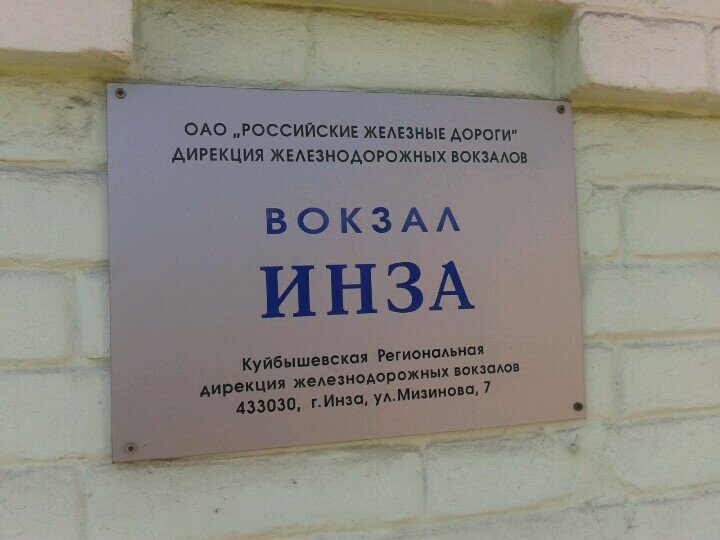 ОАО „РОССИЙСКИЕ ЖЕЛЕЗНЫЕ ДОРОГИ"
ДИРЕКЦИЯ ЖЕЛЕЗНОДОРОЖНЫХ ВОКЗАЛОВ
ВОКЗАЛ
ИНЗА
Куйбышевская Региональная
дирекция железнодорожных вокзалов
433030, г.Инза, ул.Мизинова, 7